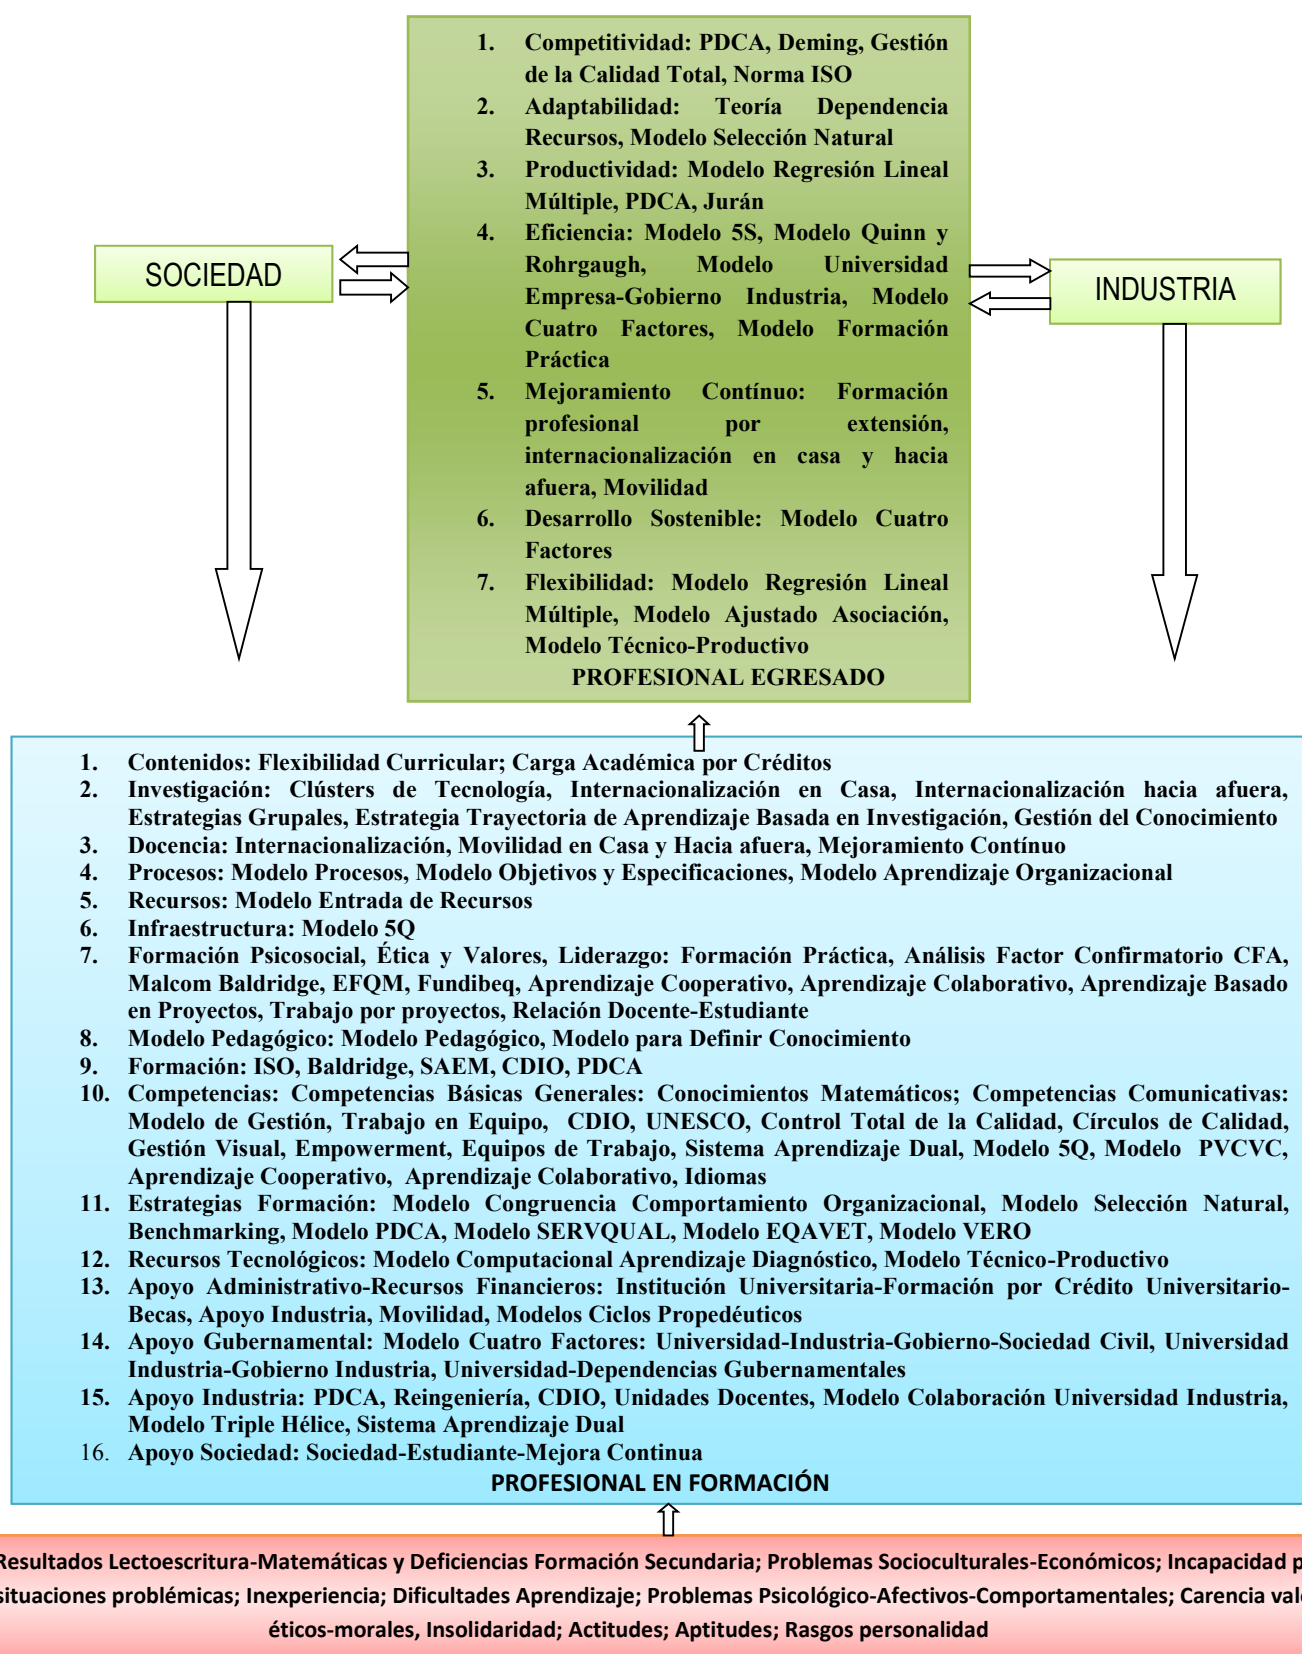 1. Competitividad: PDCA, Deming, Gestión
de la Calidad Total, Norma ISO
2. Adaptabilidad: Teoría Dependencia
Recursos, Modelo Selección Natural
3. Productividad: Modelo Regresión Lineal
Múltiple, PDCA, Jurán
4. Eficiencia: Modelo 5S, Modelo Quinn y
Rohrgaugh, Modelo Universidad
Empresa-Gobierno Industria, Modelo
Cuatro Factores, Modelo Formación
Práctica
5. Mejoramiento Contínuo: Formación
profesional por extensión,
internacionalización en casa y hacia
afuera, Movilidad
6. Desarrollo Sostenible: Modelo Cuatro
Factores
7. Flexibilidad: Modelo Regresión Lineal
Múltiple, Modelo Ajustado Asociación,
Modelo Técnico-Productivo
PROFESIONAL EGRESADO
SOCIEDAD
INDUSTRIA
1. Contenidos: Flexibilidad Curricular; Carga Académica por Créditos
2. Investigación: Clústers de Tecnología, Internacionalización en Casa, Internacionalización hacia afuera,
Estrategias Grupales, Estrategia Trayectoria de Aprendizaje Basada en Investigación, Gestión del Conocimiento
3. Docencia: Internacionalización, Movilidad en Casa y Hacia afuera, Mejoramiento Contínuo
4. Procesos: Modelo Procesos, Modelo Objetivos y Especificaciones, Modelo Aprendizaje Organizacional
5. Recursos: Modelo Entrada de Recursos
6. Infraestructura: Modelo 5Q
7. Formación Psicosocial, Ética y Valores, Liderazgo: Formación Práctica, Análisis Factor Confirmatorio CFA,
Malcom Baldridge, EFQM, Fundibeq, Aprendizaje Cooperativo, Aprendizaje Colaborativo, Aprendizaje Basado
en Proyectos, Trabajo por proyectos, Relación Docente-Estudiante
8. Modelo Pedagógico: Modelo Pedagógico, Modelo para Definir Conocimiento
9. Formación: ISO, Baldridge, SAEM, CDIO, PDCA
10. Competencias: Competencias Básicas Generales: Conocimientos Matemáticos; Competencias Comunicativas:
Modelo de Gestión, Trabajo en Equipo, CDIO, UNESCO, Control Total de la Calidad, Círculos de Calidad,
Gestión Visual, Empowerment, Equipos de Trabajo, Sistema Aprendizaje Dual, Modelo 5Q, Modelo PVCVC,
Aprendizaje Cooperativo, Aprendizaje Colaborativo, Idiomas
11. Estrategias Formación: Modelo Congruencia Comportamiento Organizacional, Modelo Selección Natural,
Benchmarking, Modelo PDCA, Modelo SERVQUAL, Modelo EQAVET, Modelo VERO
12. Recursos Tecnológicos: Modelo Computacional Aprendizaje Diagnóstico, Modelo Técnico-Productivo
13. Apoyo Administrativo-Recursos Financieros: Institución Universitaria-Formación por Crédito Universitario-
Becas, Apoyo Industria, Movilidad, Modelos Ciclos Propedéuticos
14. Apoyo Gubernamental: Modelo Cuatro Factores: Universidad-Industria-Gobierno-Sociedad Civil, Universidad
Industria-Gobierno Industria, Universidad-Dependencias Gubernamentales
15. Apoyo Industria: PDCA, Reingeniería, CDIO, Unidades Docentes, Modelo Colaboración Universidad Industria,
Modelo Triple Hélice, Sistema Aprendizaje Dual
16. Apoyo Sociedad: Sociedad-Estudiante-Mejora Continua
PROFESIONAL EN FORMACIÓN
Resultados Lectoescritura-Matemáticas y Deficiencias Formación Secundaria; Problemas Socioculturales-Económicos; Incapacidad
situaciones problémicas; Inexperiencia; Dificultades Aprendizaje; Problemas Psicológico-Afectivos-Comportamentales; Carencia
éticos-morales, Insolidaridad; Actitudes; Aptitudes; Rasgos personalidad